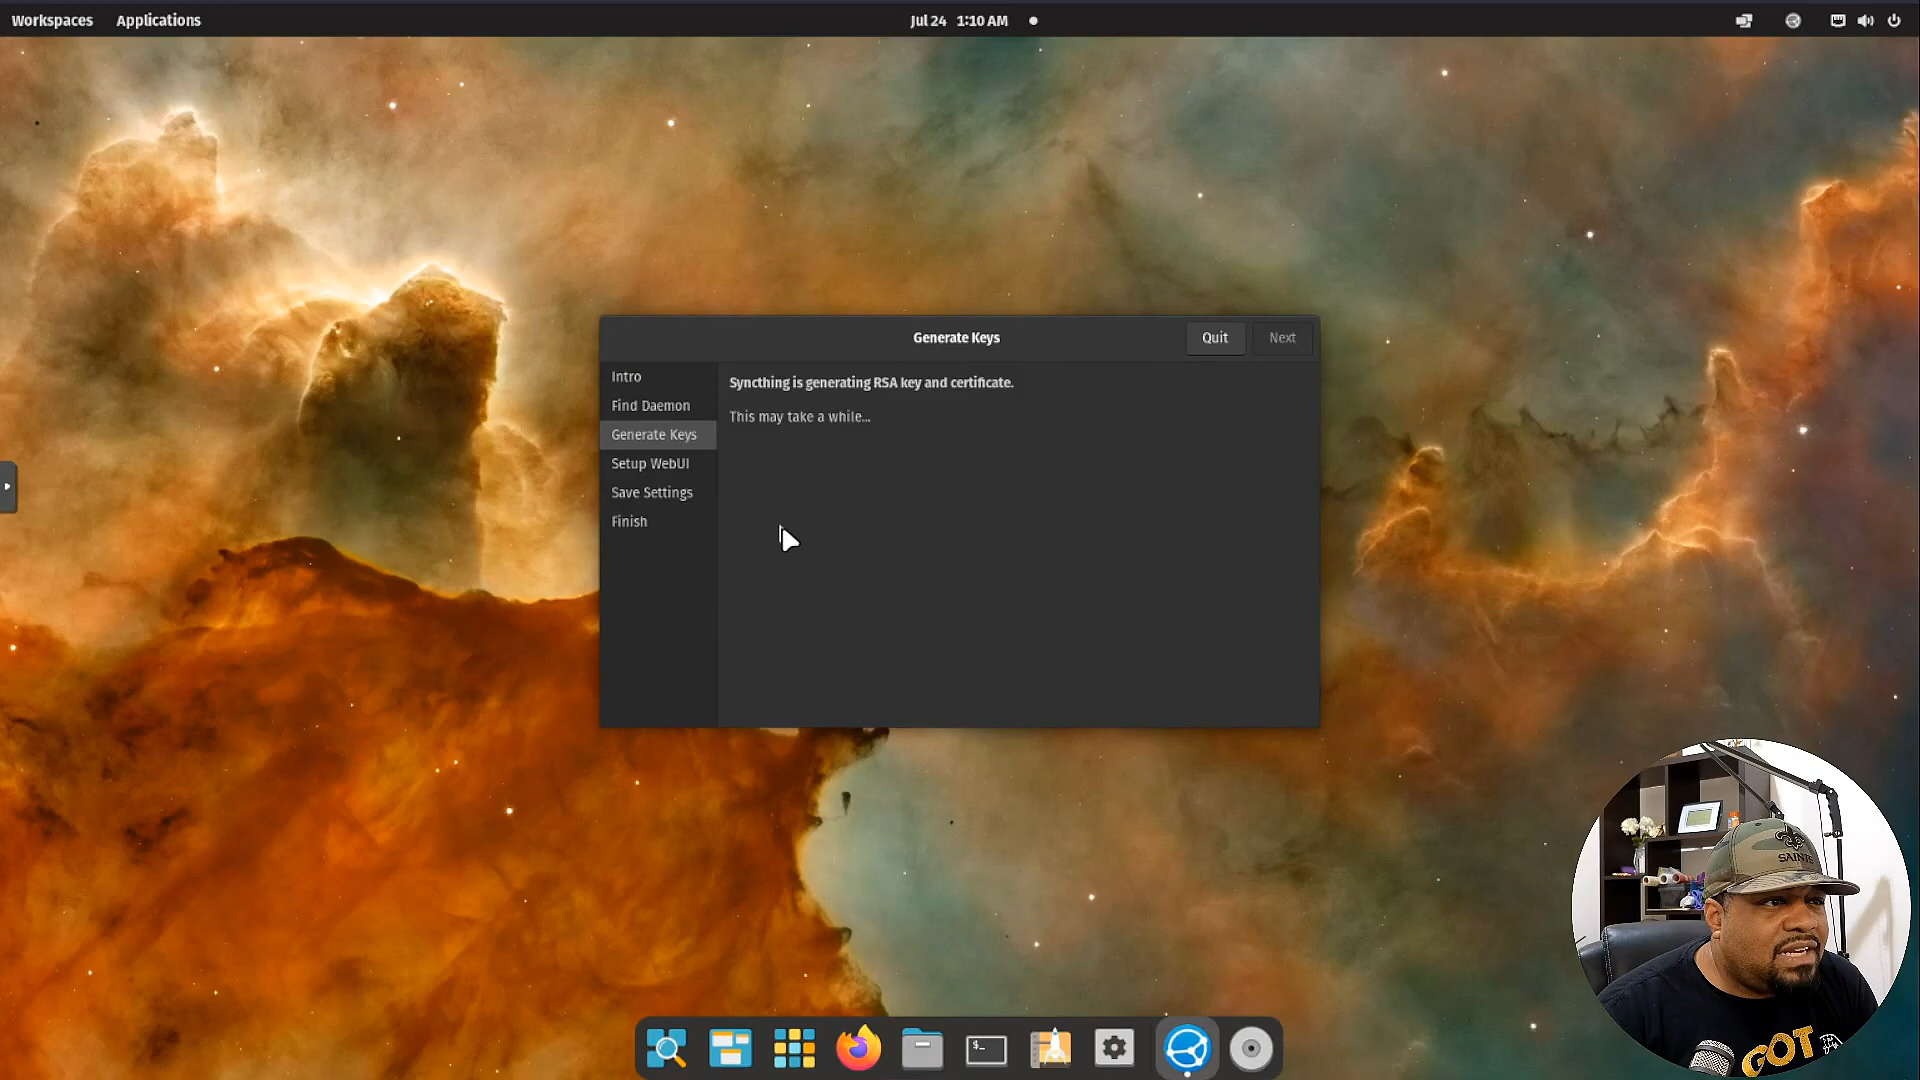 Workspaces Applications Jul 24 1:10 AM
Generate Keys Quit Next
Intro
Find Daemon
Generate Keys
Setup WebUI
Save Settings
Finish
Syncthing is generating RSA key and certificate.
This may take a while...
$_
SAINTS
GOT